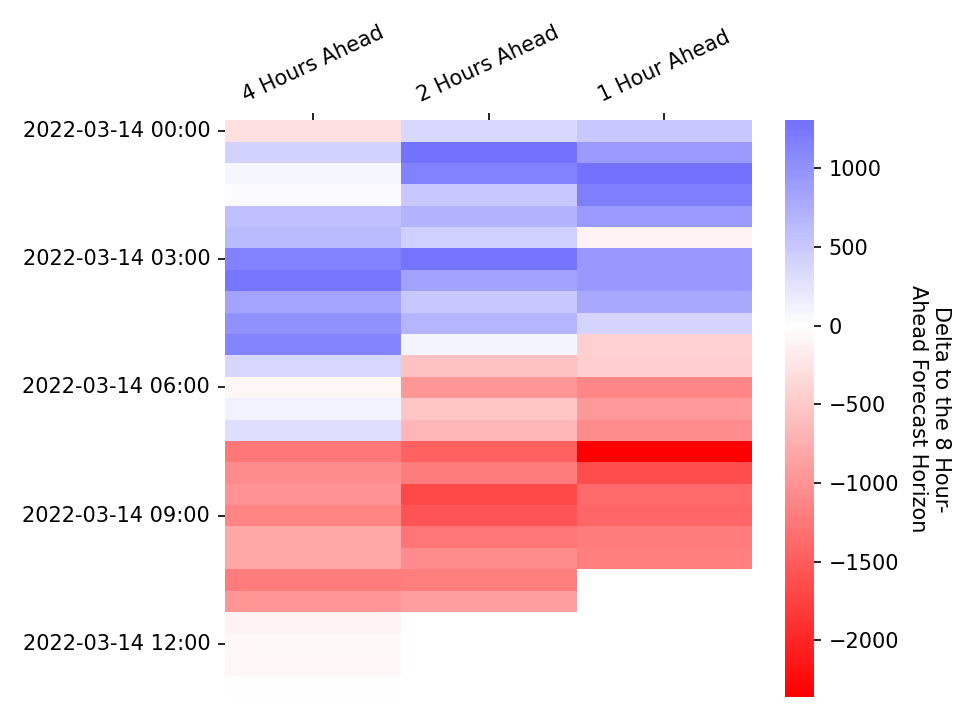 4 Hours Ahead
2 Hours Ahead
1 Hour Ahead
2022-03-14 00:00
2022-03-14 03:00
2022-03-14 06:00
2022-03-14 09:00
2022-03-14 12:00
1000
500
0
−500
−1000
−1500
−2000
Delta to the 8 Hour-
Ahead Forecast Horizon